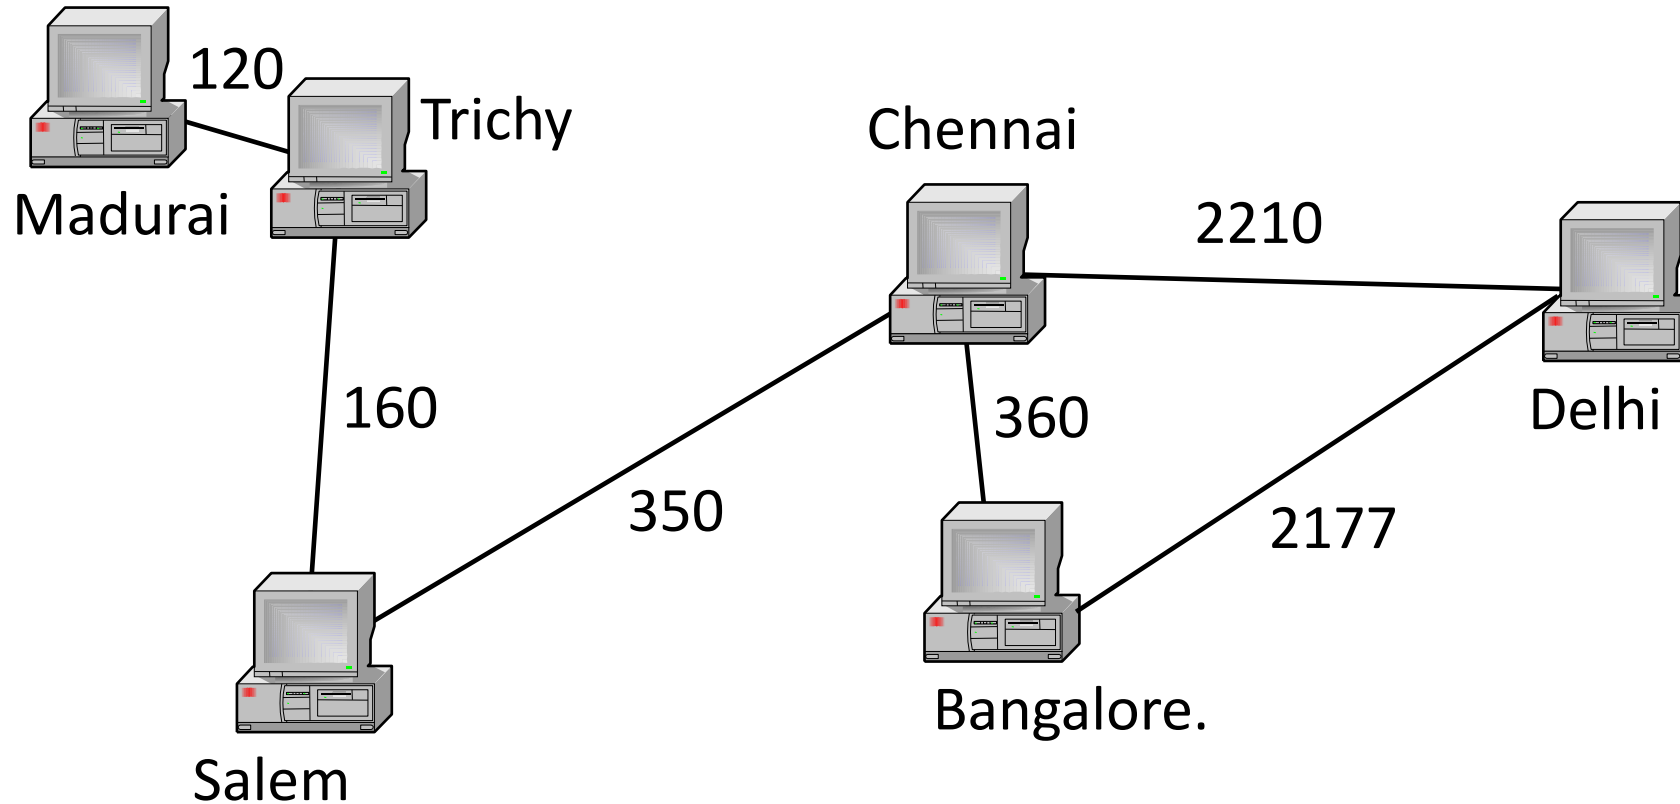 120
Trichy
Madurai
Chennai
2210
Delhi
160
360
350
2177
Bangalore.
Salem